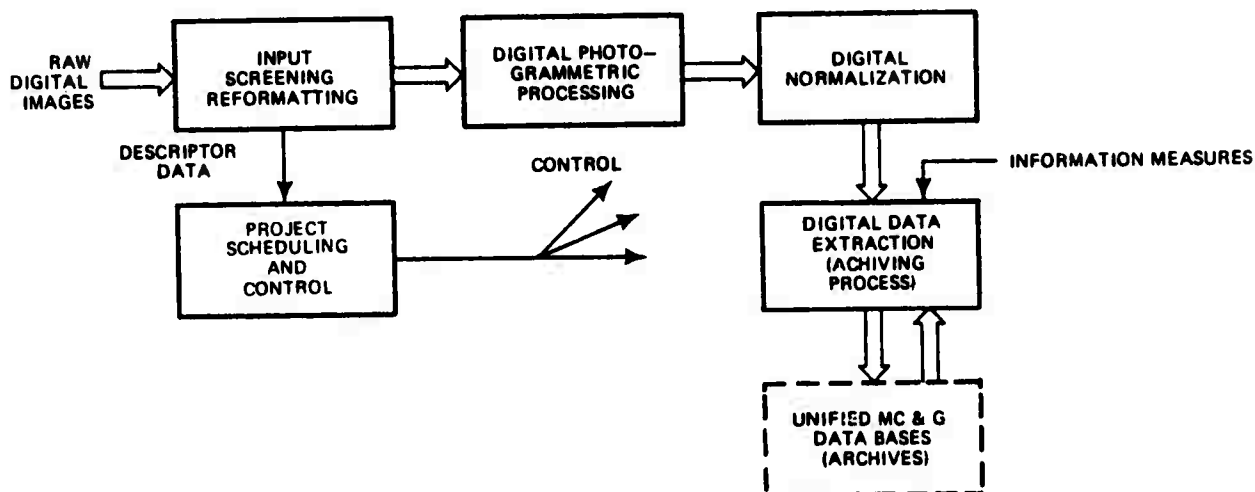 RAW
DIGITAL
IMAGES
INPUT
SCREENING
REFORMATTING
DIGITAL PHOTO-
GRAMMETRIC
PROCESSING
DIGITAL
NORMALIZATION
DESCRIPTOR
DATA
CONTROL
INFORMATION MEASURES
PROJECT
SCHEDULING
AND
CONTROL
DIGITAL DATA
EXTRACTION
(ACHIVING
PROCESS)
UNIFIED MC & G
DATA BASES
(ARCHIVES)